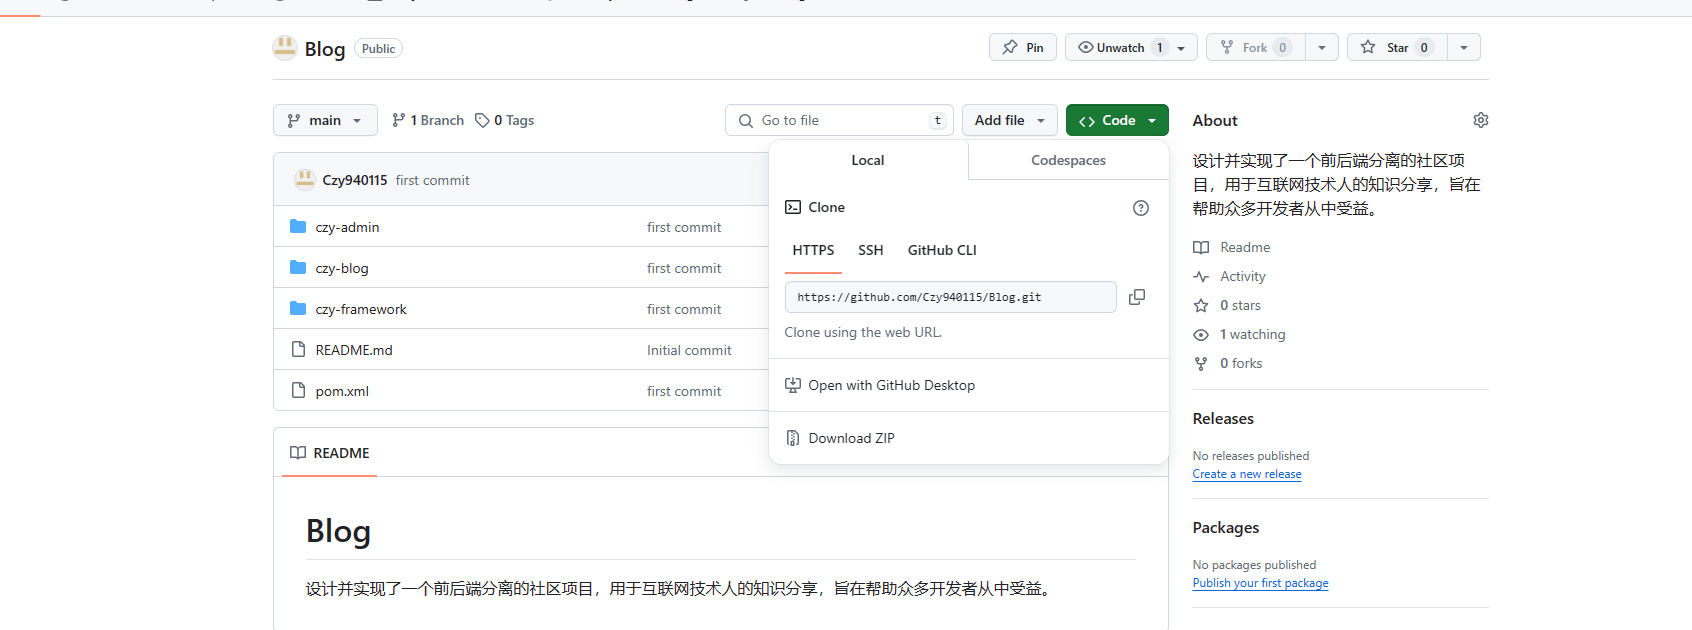 Blog Public
Pin
Unwatch 1
Fork 0
Star 0
main
1 Branch
0 Tags
Go to file t
Add file
Code
Czy940115 first commit
czy-admin first commit
czy-blog first commit
czy-framework first commit
README.md Initial commit
pom.xml first commit
Local Codespaces
Clone
HTTPS SSH GitHub CLI
https://github.com/Czy940115/Blog.git
Clone using the web URL.
Open with GitHub Desktop
Download ZIP
README
Blog
设计并实现了一个前后端分离的社区项目，用于互联网技术人的知识分享，旨在帮助众多开发者从中受益。
About
设计并实现了一个前后端分离的社区项
目，用于互联网技术人的知识分享，旨在
帮助众多开发者从中受益。
Readme
Activity
0 stars
1 watching
0 forks
Releases
No releases published
Create a new release
Packages
No packages published
Publish your first package